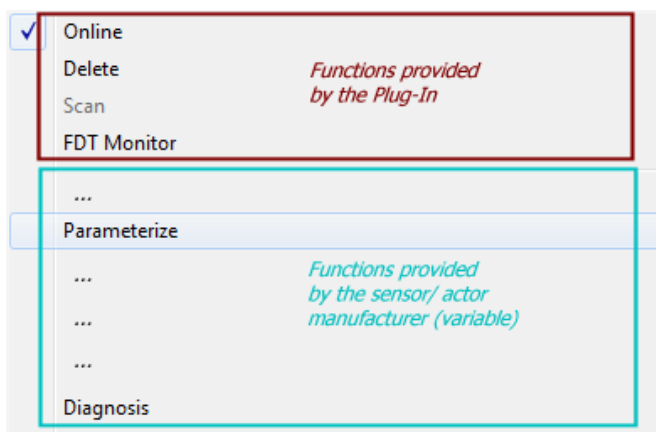 Online
Delete
Scan
FDT Monitor
Functions provided
by the Plug-In
...
Parameterize
...
...
...
Functions provided
by the sensor/ actor
manufacturer (variable)
Diagnosis